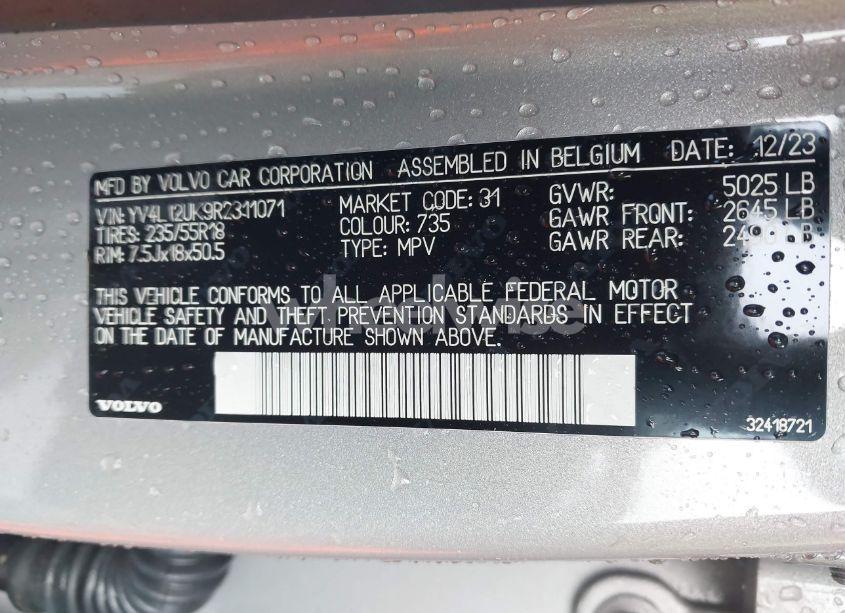 MFD BY VOLVO CAR CORPORATION ASSEMBLED IN BELGIUM DATE: 12/23
VIN: YV4L12UK9R2311071 MARKET CODE: 31 GVWR: 5025 LB
TIRES: 235/55R18 COLOUR: 735 GAWR FRONT: 2645 LB
RIM: 7.5Jx18x50.5 TYPE: MPV GAWR REAR: LB
THIS VEHICLE CONFORMS TO ALL APPLICABLE FEDERAL MOTOR
VEHICLE SAFETY AND THEFT PREVENTION STANDARDS IN EFFECT
ON THE DATE OF MANUFACTURE SHOWN ABOVE.
VOLVO
32418721